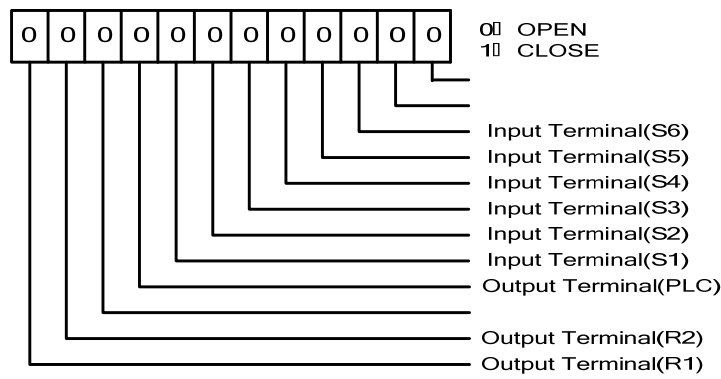 0 0 0 0 0 0 0 0 0 0 0 0
0▯ OPEN
1▯ CLOSE
Input Terminal(S6)
Input Terminal(S5)
Input Terminal(S4)
Input Terminal(S3)
Input Terminal(S2)
Input Terminal(S1)
Output Terminal(PLC)
Output Terminal(R2)
Output Terminal(R1)